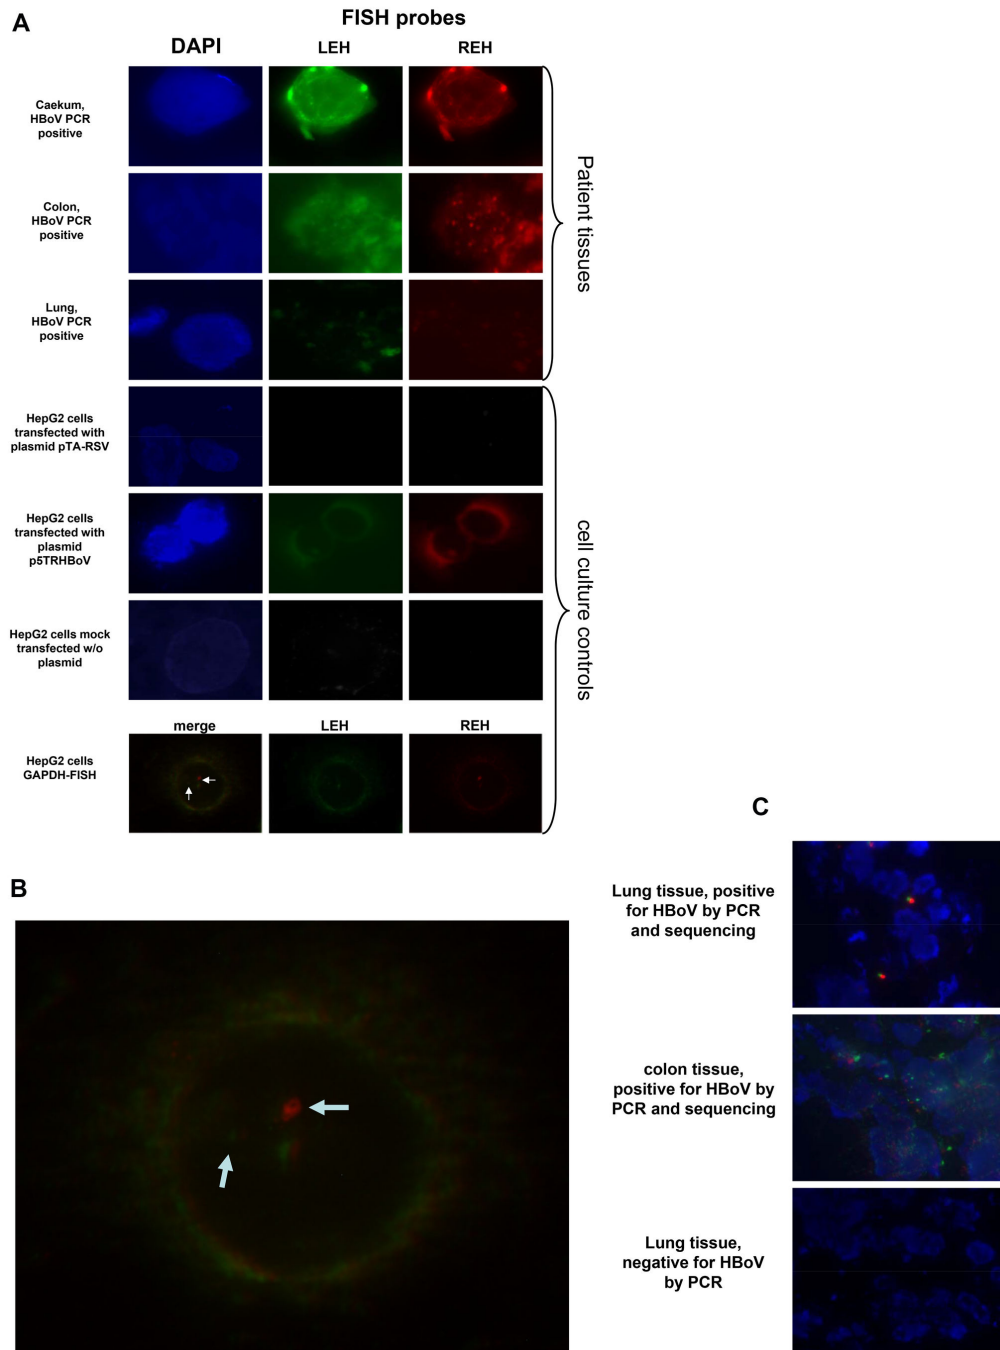 A
FISH probes
DAPI
LEH
REH
Caekum,
HBoV PCR
positive
Colon,
HBoV PCR
positive
Lung,
HBoV PCR
positive
Patient tissues
HepG2 cells
transfected with
plasmid pTA-RSV
HepG2 cells
transfected with
plasmid
p5TRHBoV
HepG2 cells mock
transfected w/o
plasmid
cell culture controls
merge
LEH
REH
HepG2 cells
GAPDH-FISH
B
C
Lung tissue, positive
for HBoV by PCR
and sequencing
colon tissue,
positive for HBoV by
PCR and sequencing
Lung tissue,
negative for HBoV
by PCR